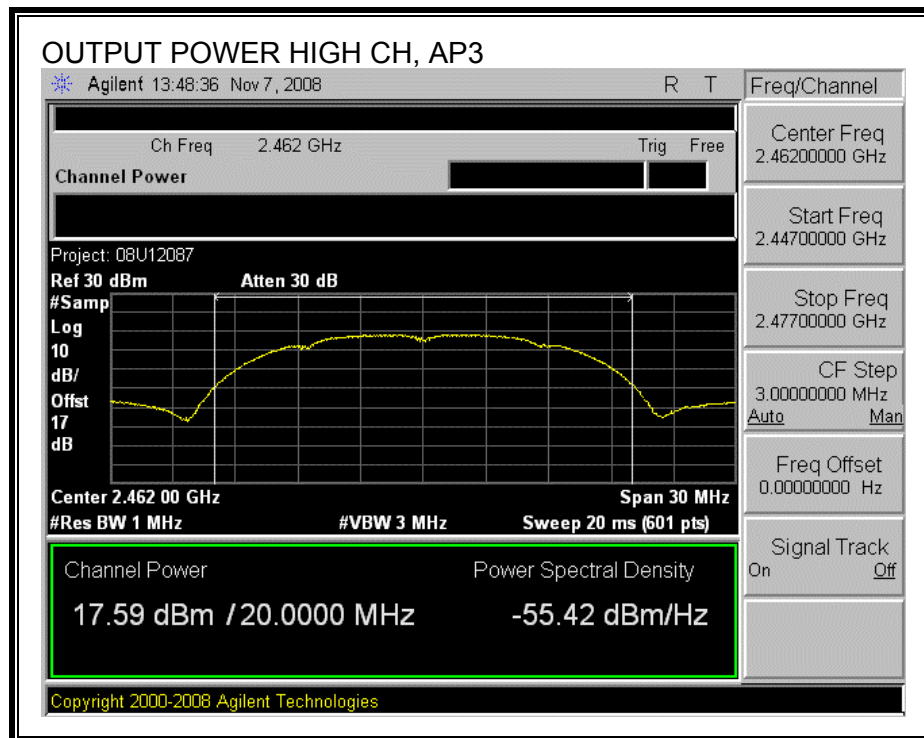 OUTPUT POWER HIGH CH, AP3
Agilent 13:48:36 Nov 7, 2008 R T
Freq/Channel
Ch Freq 2.462 GHz Trig Free
Channel Power
Center Freq
2.46200000 GHz
Start Freq
2.44700000 GHz
Stop Freq
2.47700000 GHz
CF Step
3.00000000 MHz
Auto Man
Freq Offset
0.00000000 Hz
Signal Track
On Off
Project: 08U12087
Ref 30 dBm Atten 30 dB
#Samp
Log
10
dB/
Offst
17
dB
Center 2.462 00 GHz Span 30 MHz
#Res BW 1 MHz #VBW 3 MHz Sweep 20 ms (601 pts)
Channel Power Power Spectral Density
17.59 dBm / 20.0000 MHz -55.42 dBm/Hz
Copyright 2000-2008 Agilent Technologies